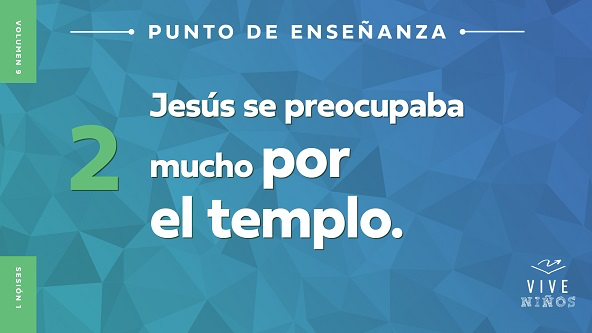 VOLUMEN 9
PUNTO DE ENSEÑANZA
2
Jesús se preocupaba
mucho por
el templo.
SESIÓN 1
VIVE
NIÑOS